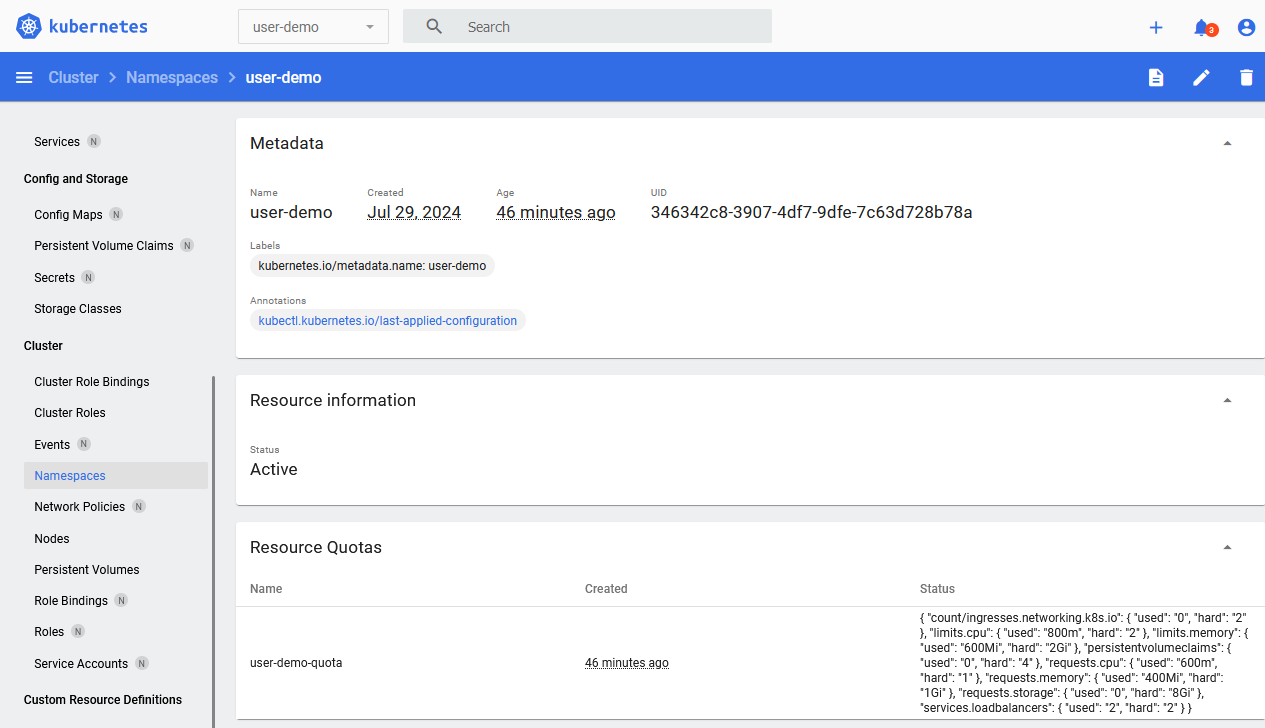 kubernetes
user-demo
Search
3
Cluster
Namespaces
user-demo
Services N
Config and Storage
Config Maps N
Persistent Volume Claims N
Secrets N
Storage Classes
Cluster
Cluster Role Bindings
Cluster Roles
Events N
Namespaces
Network Policies N
Nodes
Persistent Volumes
Role Bindings N
Roles N
Service Accounts N
Custom Resource Definitions
Metadata
Name
user-demo
Created
Jul 29, 2024
Age
46 minutes ago
UID
346342c8-3907-4df7-9dfe-7c63d728b78a
Labels
kubernetes.io/metadata.name: user-demo
Annotations
kubectl.kubernetes.io/last-applied-configuration
Resource information
Status
Active
Resource Quotas
Name Created Status
user-demo-quota
46 minutes ago
{ "count/ingresses.networking.k8s.io": { "used": "0", "hard": "2"
}, "limits.cpu": { "used": "800m", "hard": "2" }, "limits.memory": {
"used": "600Mi", "hard": "2Gi" }, "persistentvolumeclaims": {
"used": "0", "hard": "4" }, "requests.cpu": { "used": "600m",
"hard": "1" }, "requests.memory": { "used": "400Mi", "hard":
"1Gi" }, "requests.storage": { "used": "0", "hard": "8Gi" },
"services.loadbalancers": { "used": "2", "hard": "2" } }